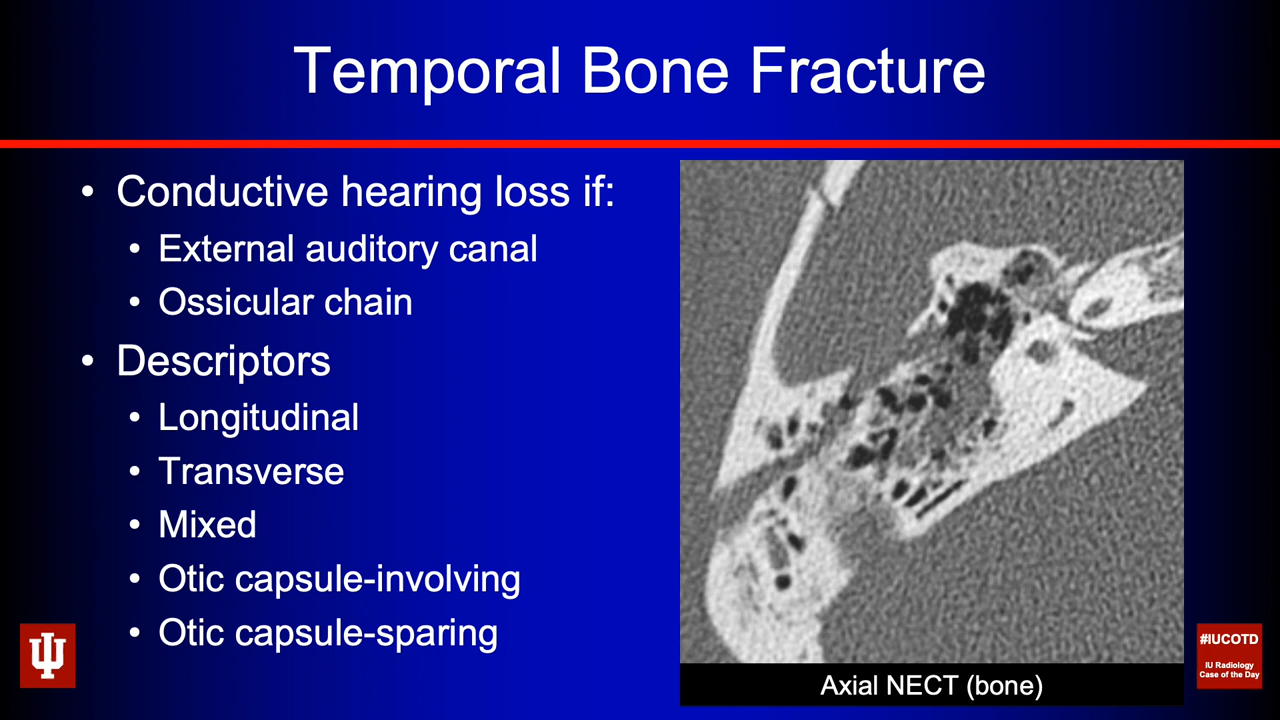 Temporal Bone Fracture
• Conductive hearing loss if:
• External auditory canal
• Ossicular chain
• Descriptors
• Longitudinal
• Transverse
• Mixed
• Otic capsule-involving
• Otic capsule-sparing
Axial NECT (bone)
#IUCOTD
IU Radiology
Case of the Day